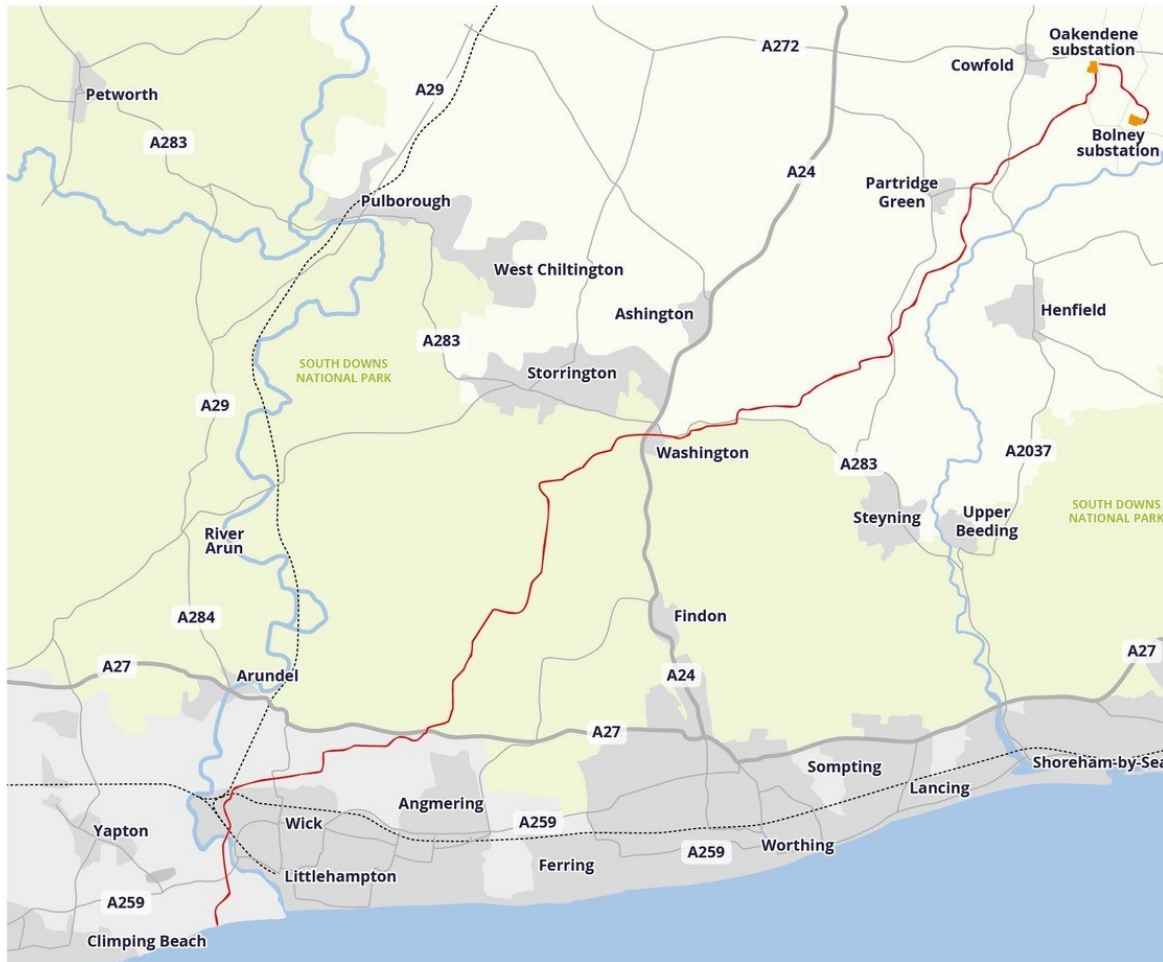 Oakendene
substation
A272
Cowfold
A29
Petworth
Bolney
substation
A283
A24
Partridge
Green
Pulborough
West Chiltington
Ashington
Henfield
A283
SOUTH DOWNS
NATIONAL PARK
Storrington
A29
Washington
A2037
A283
SOUTH DOWNS
NATIONAL PARK
Steyning
Upper
Beeding
River
Arun
A284
Findon
A27
A27
Arundel
A24
A27
Shoreham-by-Sea
Sompting
Lancing
Angmering
Wick
A259
Yapton
Worthing
A259
Ferring
Littlehampton
A259
Climping Beach